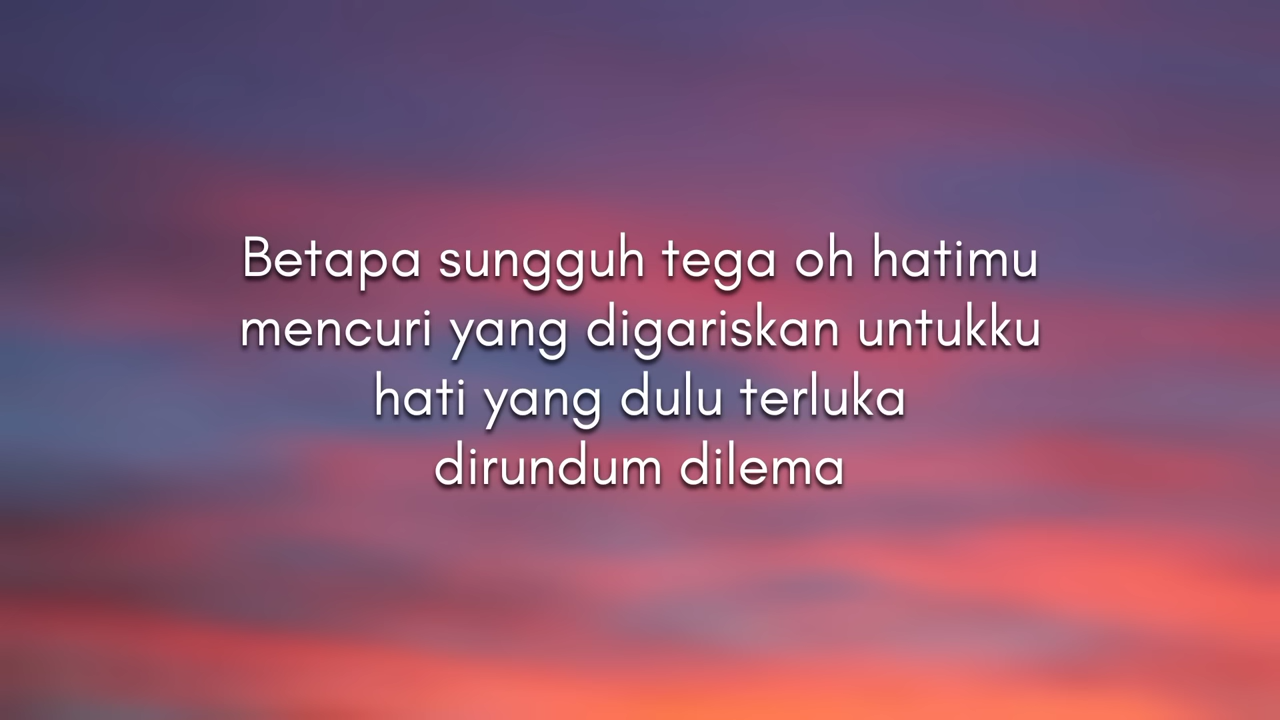 Betapa sungguh tega oh hatimu
mencuri yang digariskan untukku
hati yang dulu terluka
dirundum dilema